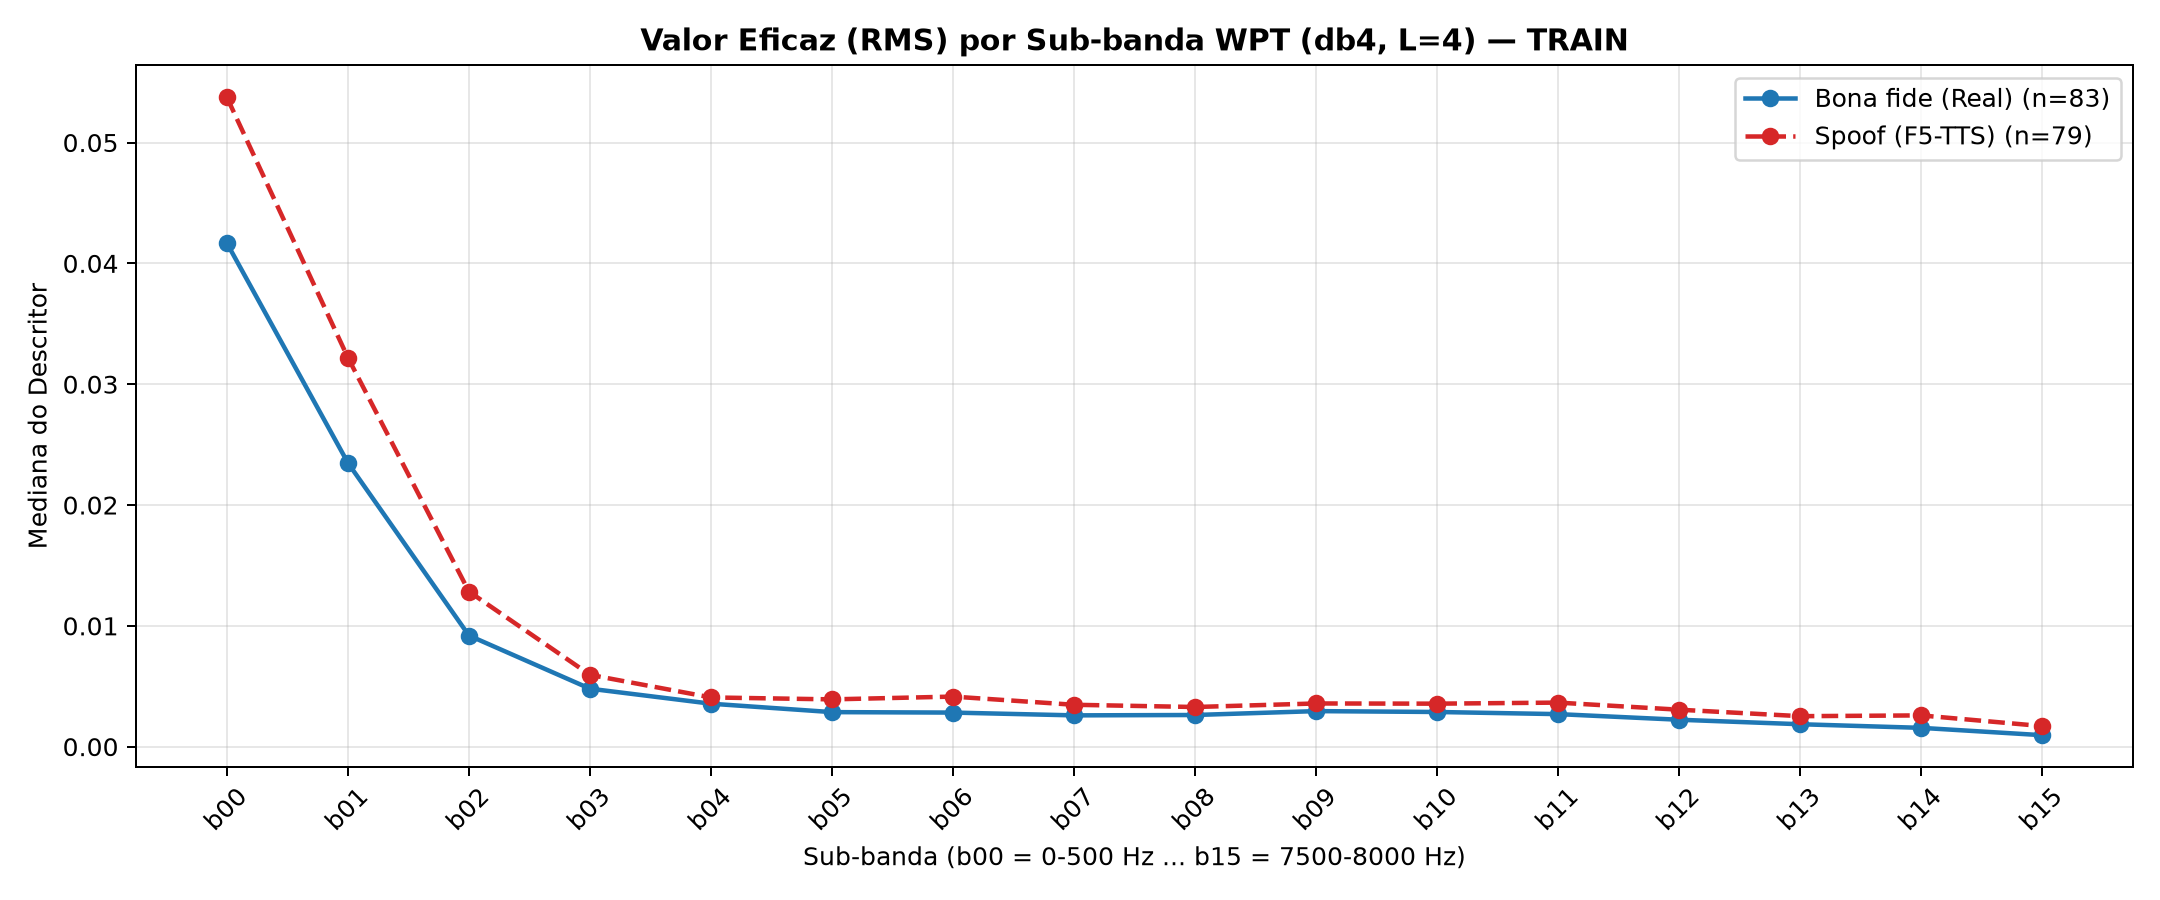 Valor Eficaz (RMS) por Sub-banda WPT (db4, L=4) — TRAIN
Bona fide (Real) (n=83)
Spoof (F5-TTS) (n=79)
Mediana do Descritor
0.05
0.04
0.03
0.02
0.01
0.00
b00 b01 b02 b03 b04 b05 b06 b07 b08 b09 b10 b11 b12 b13 b14 b15
Sub-banda (b00 = 0-500 Hz ... b15 = 7500-8000 Hz)